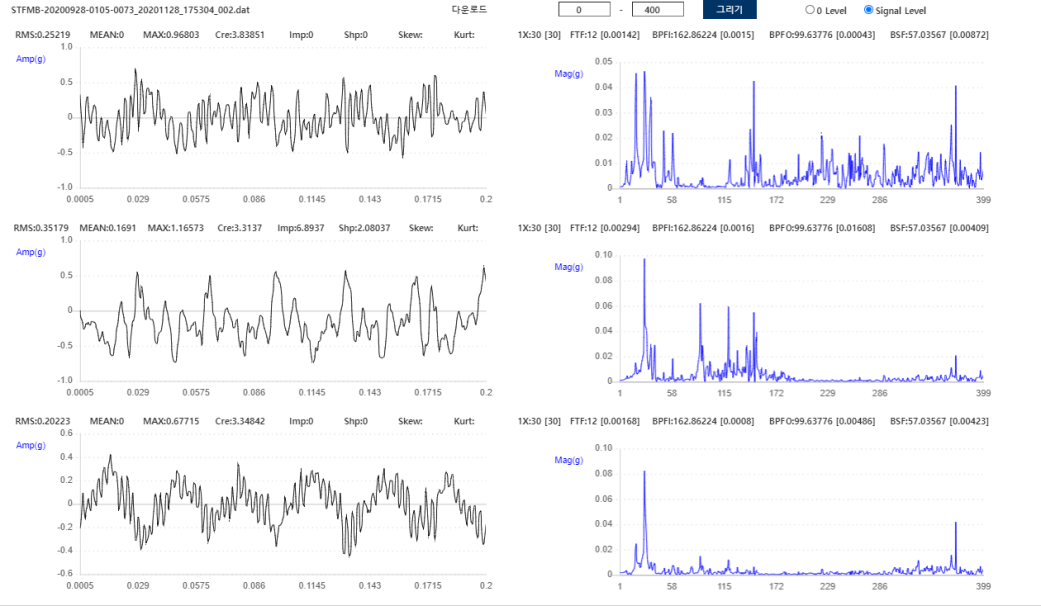 STFMB-20200928-0105-0073_20201128_175304_002.dat 다운로드 0 - 400 그리기 0 Level Signal Level
RMS:0.25219 MEAN:0 MAX:0.96803 Cre:3.83851 Imp:0 Shp:0 Skew: Kurt:
1.0
Amp(g)
0.5
0
-0.5
-1.0
0.0005 0.029 0.0575 0.086 0.1145 0.143 0.1715 0.2
1X:30 [30] FTF:12 [0.00142] BPFI:162.86224 [0.0015] BPFO:99.63776 [0.00043] BSF:57.03567 [0.00872]
0.05
Mag(g)
0.04
0.03
0.02
0.01
0
1 58 115 172 229 286 399
RMS:0.35179 MEAN:0.1691 MAX:1.16573 Cre:3.3137 Imp:6.8937 Shp:2.08037 Skew: Kurt:
1.0
Amp(g)
0.5
0
-0.5
-1.0
0.0005 0.029 0.0575 0.086 0.1145 0.143 0.1715 0.2
1X:30 [30] FTF:12 [0.00294] BPFI:162.86224 [0.0016] BPFO:99.63776 [0.01608] BSF:57.03567 [0.00409]
0.10
Mag(g)
0.08
0.06
0.04
0.02
0
1 58 115 172 229 286 399
RMS:0.20223 MEAN:0 MAX:0.67715 Cre:3.34842 Imp:0 Shp:0 Skew: Kurt:
0.6
Amp(g)
0.4
0.2
0
-0.2
-0.4
-0.6
0.0005 0.029 0.0575 0.086 0.1145 0.143 0.1715 0.2
1X:30 [30] FTF:12 [0.00168] BPFI:162.86224 [0.0008] BPFO:99.63776 [0.00486] BSF:57.03567 [0.00423]
0.10
Mag(g)
0.08
0.06
0.04
0.02
0
1 58 115 172 229 286 399